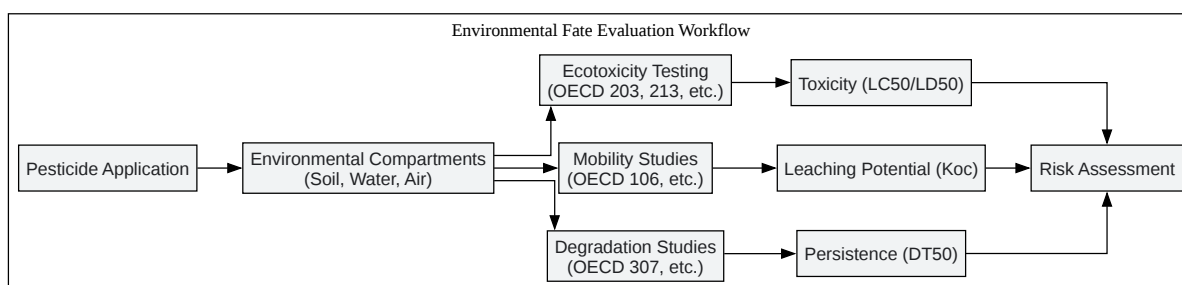 Environmental Fate Evaluation Workflow
Ecotoxicity Testing
(OECD 203, 213, etc.)
Toxicity (LC50/LD50)
Pesticide Application
Environmental Compartments
(Soil, Water, Air)
Mobility Studies
(OECD 106, etc.)
Leaching Potential (Koc)
Risk Assessment
Degradation Studies
(OECD 307, etc.)
Persistence (DT50)